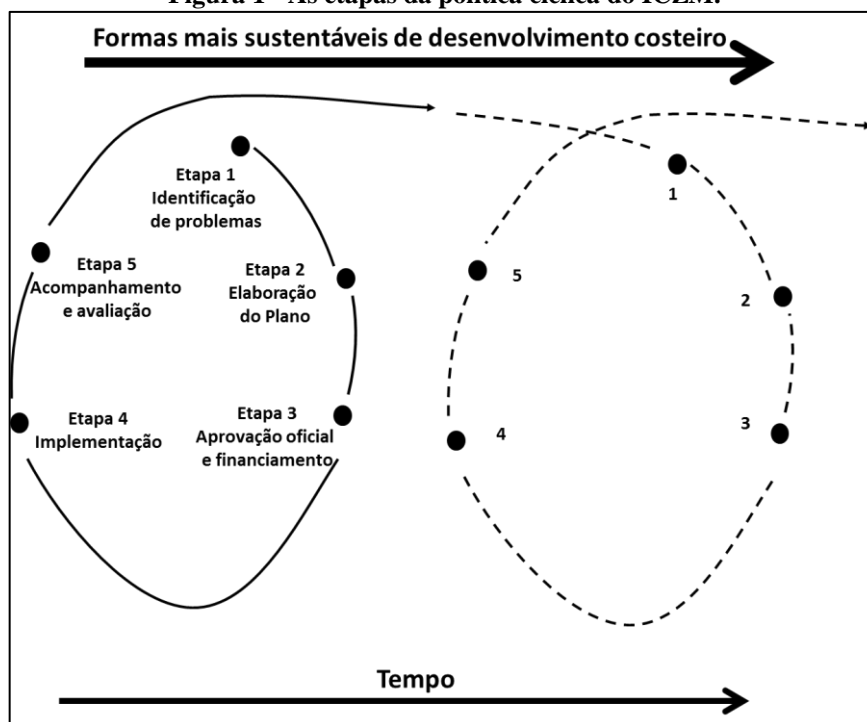 Figura 1 - As etapas da política cíclica do ICZM.
Formas mais sustentáveis de desenvolvimento costeiro
Etapa 1
Identificação
de problemas
1
Etapa 5
Acompanhamento
e avaliação
Etapa 2
Elaboração
do Plano
5
2
Etapa 4
Implementação
Etapa 3
Aprovação oficial
e financiamento
4
3
Tempo